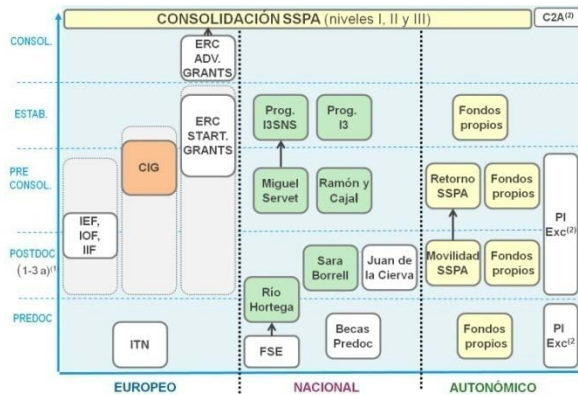 CONSOLIDACIÓN SSPA (niveles I, II y III)
C2A(2)
CONSOL.
ERC
ADV.
GRANTS
ESTAB.
ERC
START.
GRANTS
Prog.
I3SNS
Prog.
I3
Fondos
propios
PRE
CONSOL.
CIG
Miguel
Servet
Ramón y
Cajal
Retorno
SSPA
Fondos
propios
PI
Exc(2)
POSTDOC
(1-3 a)(1)
IEF,
IOF,
IIF
Sara
Borrell
Juan de
la Cierva
Movilidad
SSPA
Fondos
propios
Río
Hortega
PREDOC
ITN
FSE
Becas
Predoc
Fondos
propios
PI
Exc(2
EUROPEO
NACIONAL
AUTONÓMICO